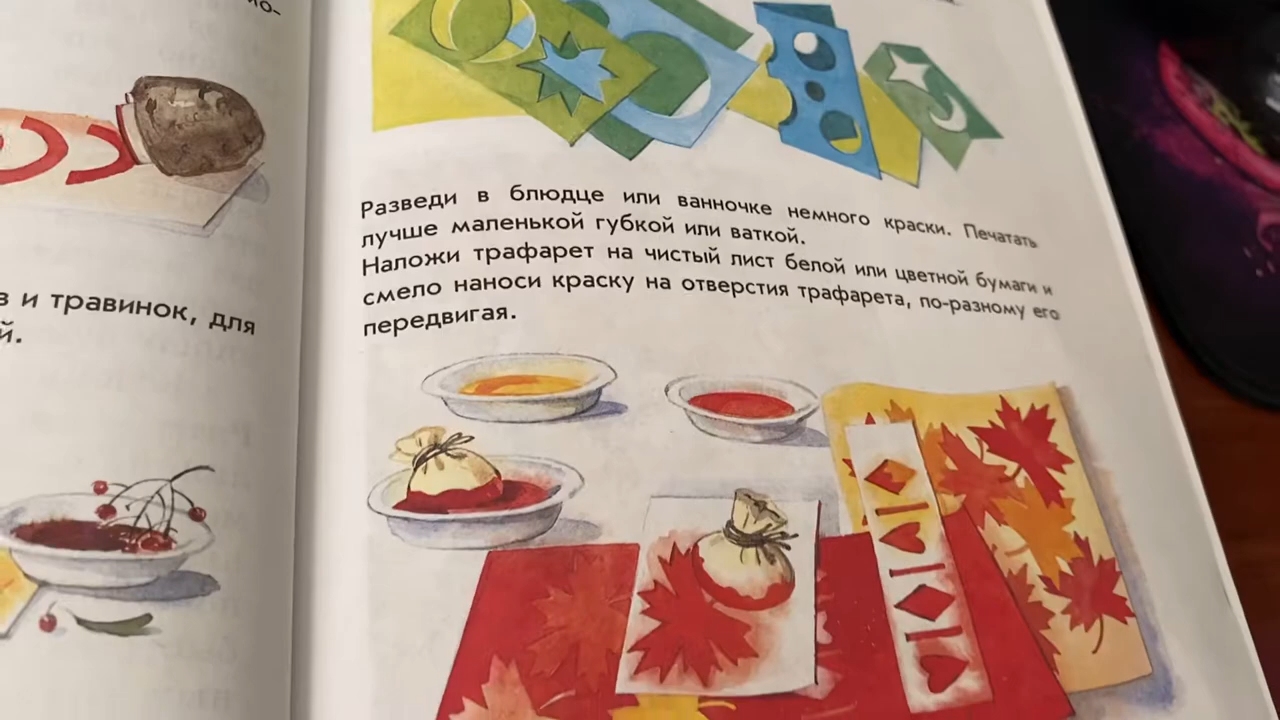 в и травинок, для
й.
Разведи в блюдце или ванночке немного краски. Печатать
лучше маленькой губкой или ваткой.
Наложи трафарет на чистый лист белой или цветной бумаги и
смело наноси краску на отверстия трафарета, по-разному его
передвигая.